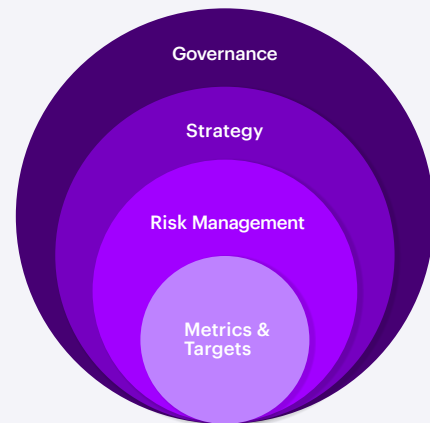 Governance
Strategy
Risk Management
Metrics &
Targets